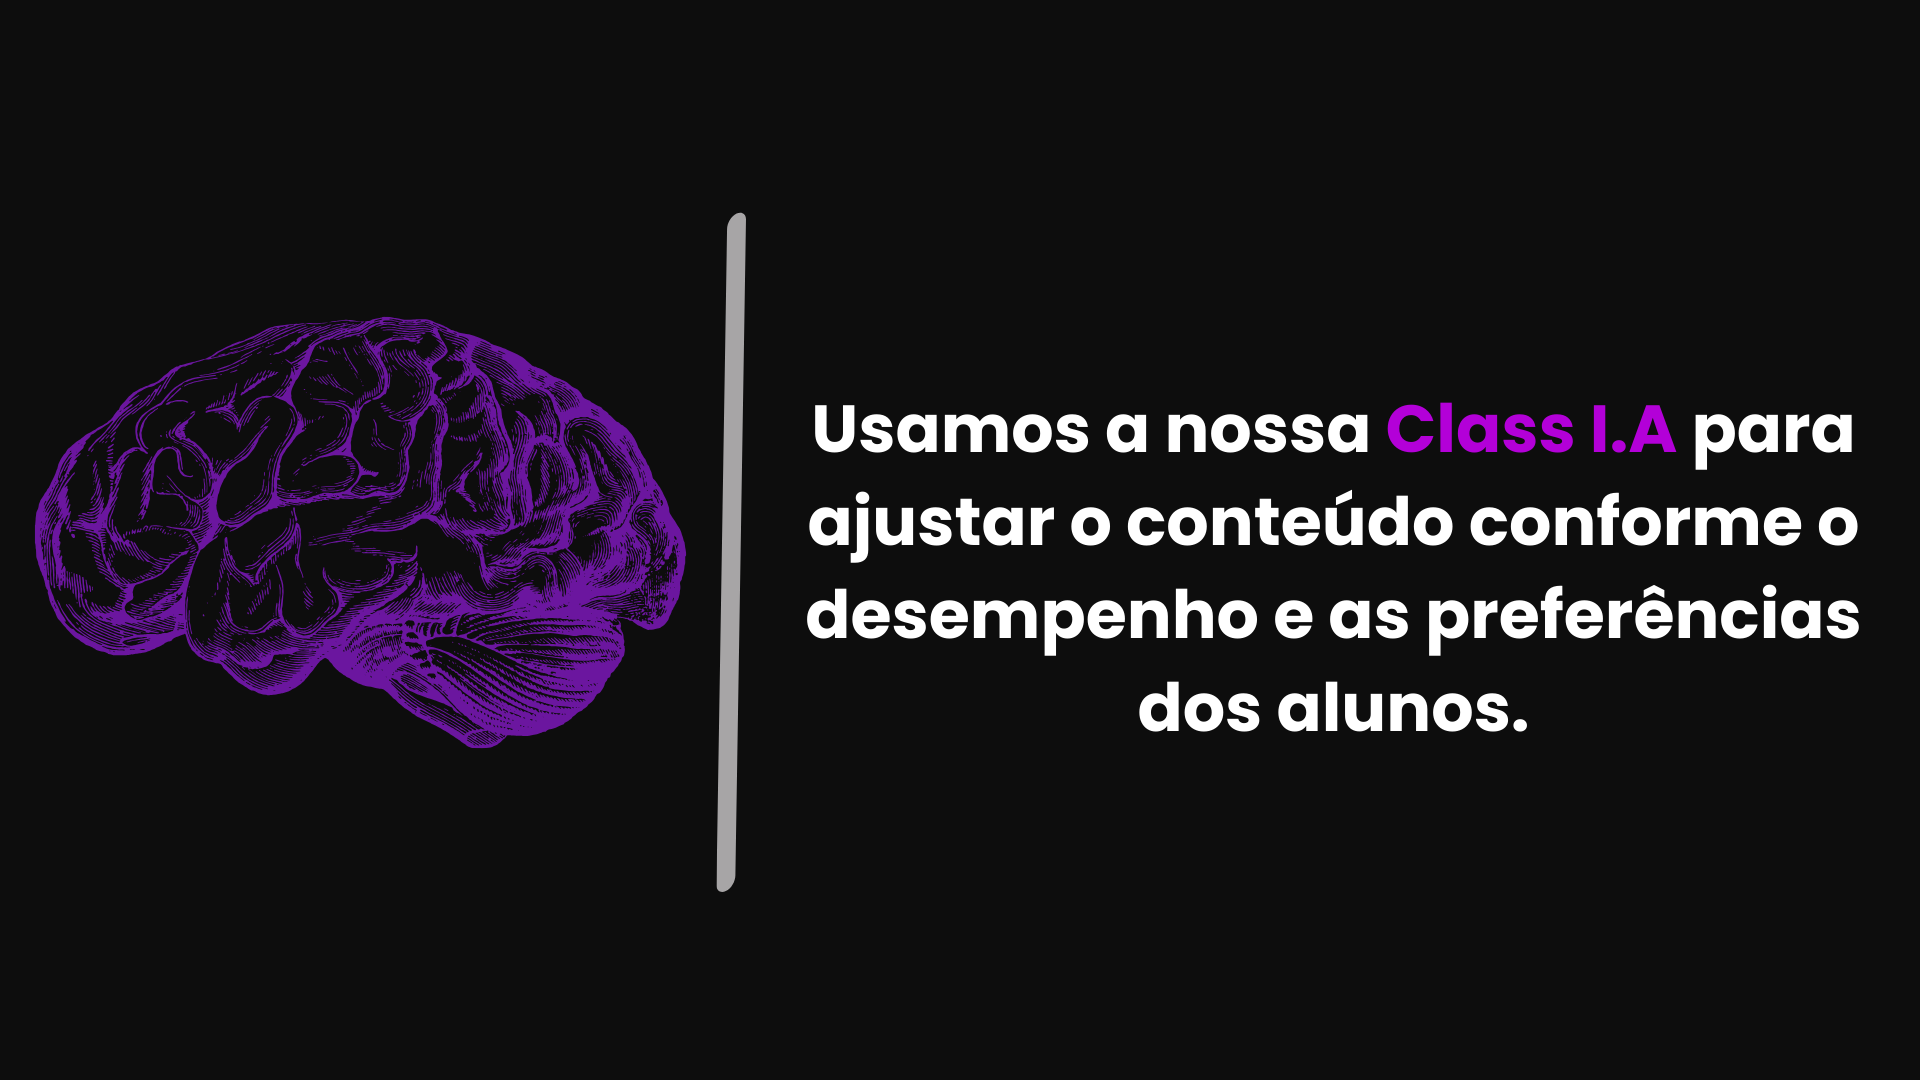 Usamos a nossa Class I.A para
ajustar o conteúdo conforme o
desempenho e as preferências
dos alunos.